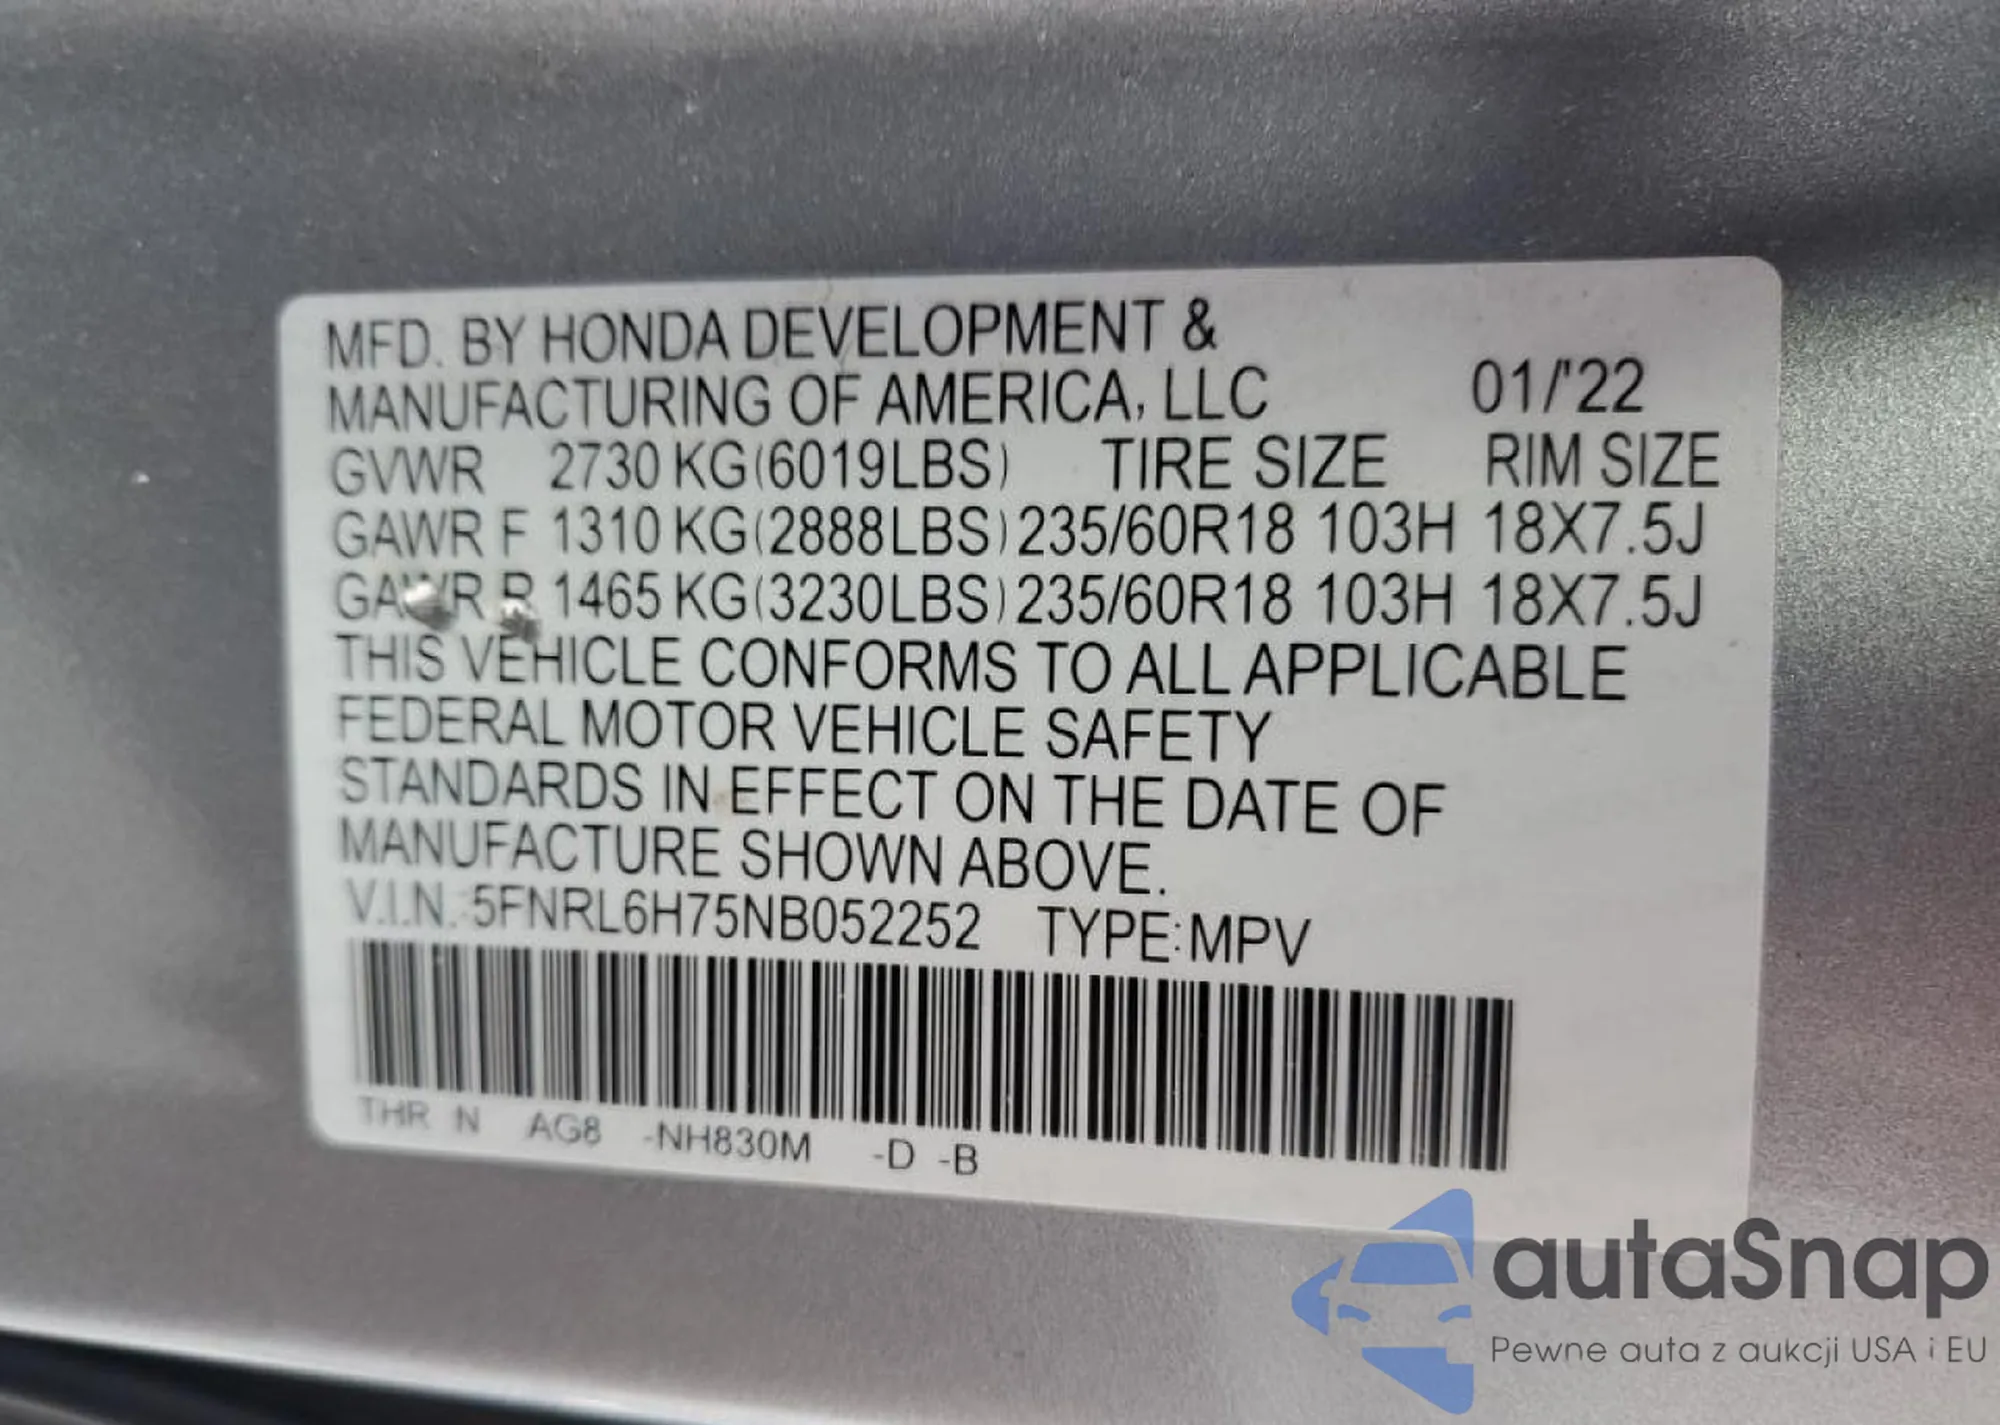 MFD. BY HONDA DEVELOPMENT &
MANUFACTURING OF AMERICA, LLC 01/'22
GVWR 2730 KG(6019LBS) TIRE SIZE RIM SIZE
GAWR F 1310 KG(2888LBS) 235/60R18 103H 18X7.5J
GAWR R 1465 KG(3230LBS) 235/60R18 103H 18X7.5J
THIS VEHICLE CONFORMS TO ALL APPLICABLE
FEDERAL MOTOR VEHICLE SAFETY
STANDARDS IN EFFECT ON THE DATE OF
MANUFACTURE SHOWN ABOVE.
V.I.N.:5FNRL6H75NB052252 TYPE:MPV
THR N AG8 -NH830M -D -B
autaSnap
Pewne auta z aukcji USA i EU